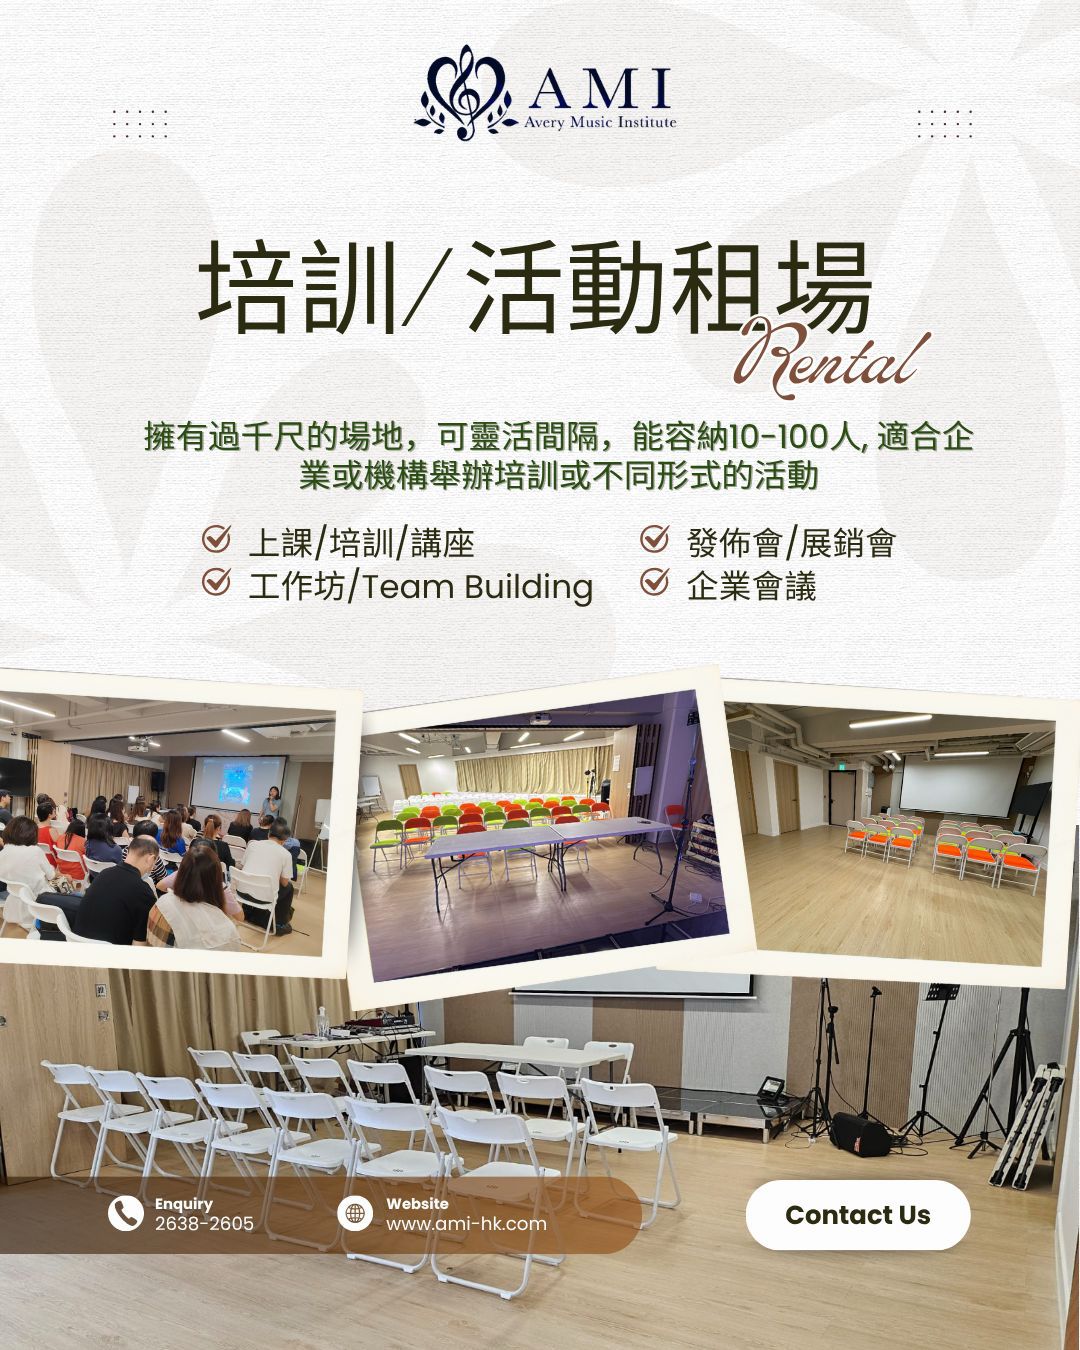 AMI
Avery Music Institute
培訓/活動租場
Rental
擁有過千尺的場地，可靈活間隔，能容納10-100人, 適合企
業或機構舉辦培訓或不同形式的活動
上課/培訓/講座
發佈會/展銷會
工作坊/Team Building
企業會議
Enquiry
2638-2605
Website
www.ami-hk.com
Contact Us